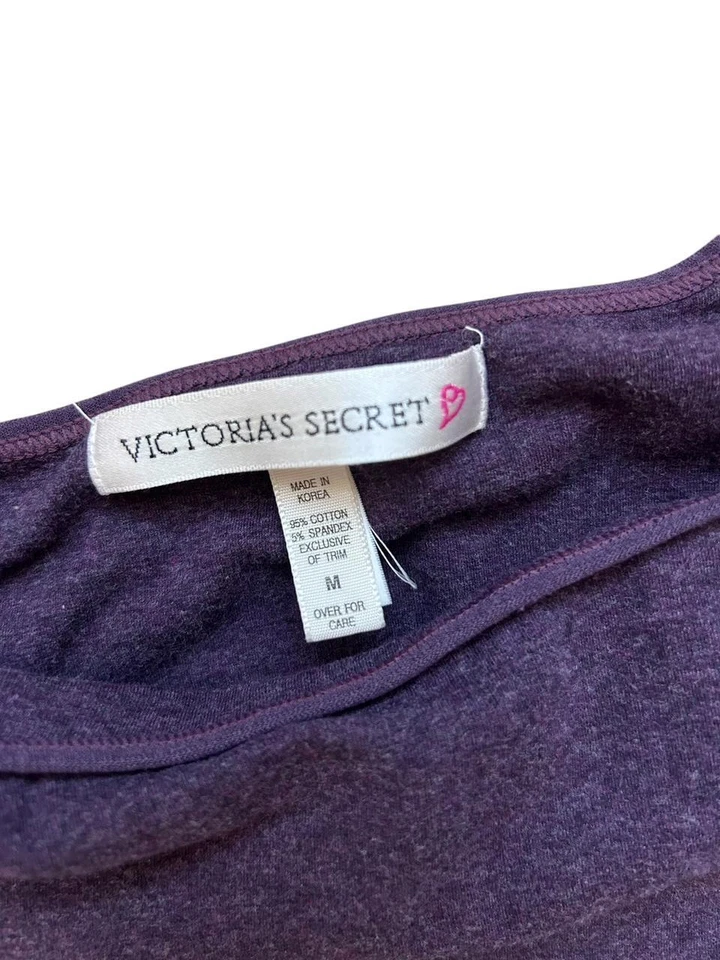 VICTORIA'S SECRET
MADE IN
KOREA
95% COTTON
5% SPANDEX
EXCLUSIVE
OF TRIM
M
OVER FOR
CARE